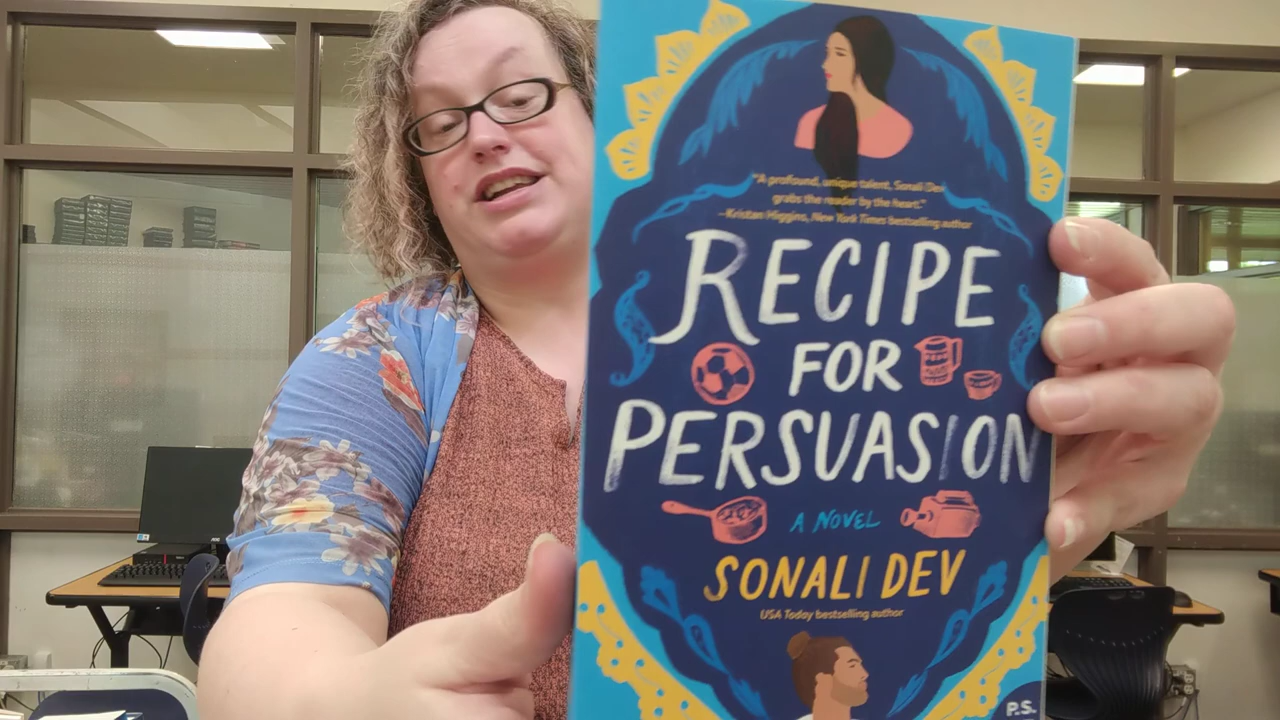 "A profound, unique talent, Sonali Dev
grabs the reader by the heart."
–Kristan Higgins, New York Times bestselling author
RECIPE
FOR
PERSUASION
A NOVEL
SONALI DEV
USA Today bestselling author
P.S.